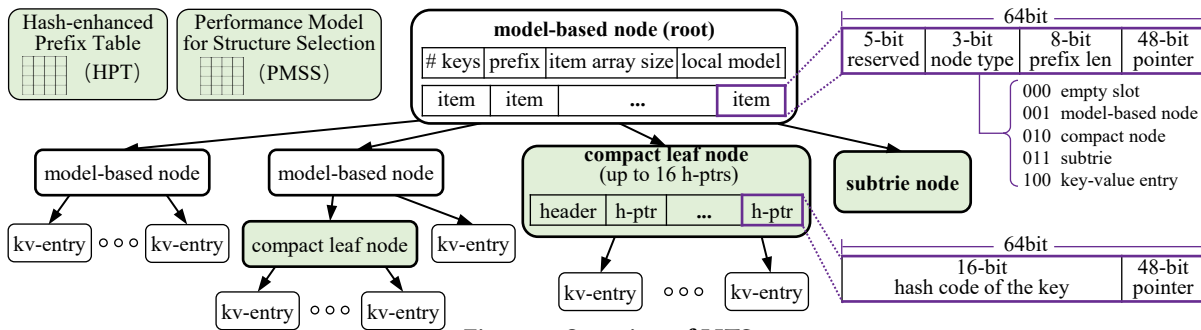 Hash-enhanced
Prefix Table
(HPT)
Performance Model
for Structure Selection
(PMSS)
model-based node (root)
# keys prefix item array size local model
item item ... item
64bit
5-bit reserved
3-bit node type
8-bit prefix len
48-bit pointer
000 empty slot
001 model-based node
010 compact node
011 subtrie
100 key-value entry
model-based node
model-based node
compact leaf node
(up to 16 h-ptrs)
header h-ptr ... h-ptr
subtrie node
kv-entry kv-entry
compact leaf node
kv-entry
kv-entry kv-entry
kv-entry kv-entry
64bit
16-bit
hash code of the key
48-bit
pointer